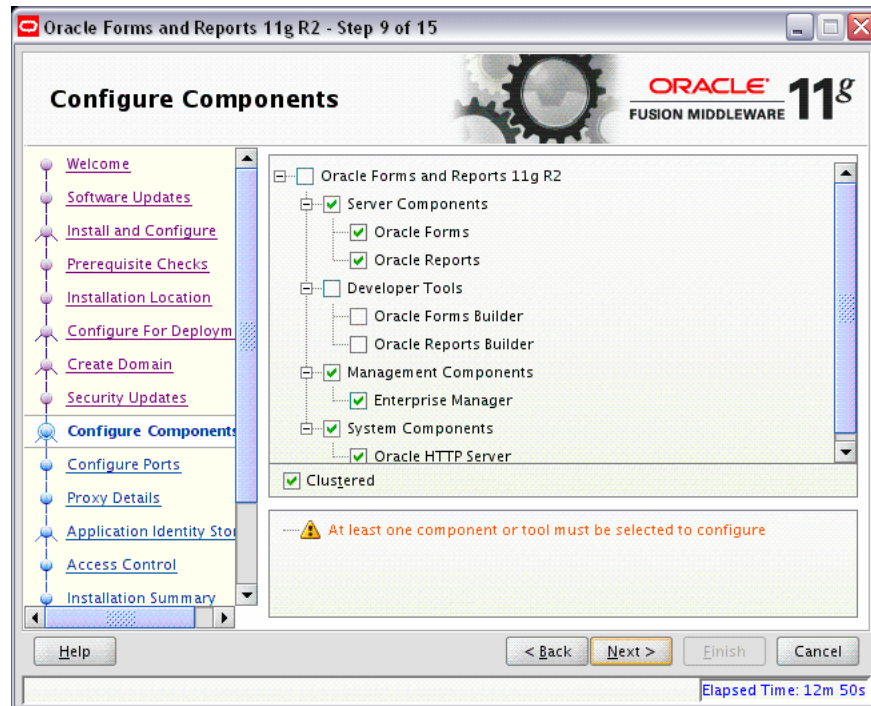 Oracle Forms and Reports 11g R2 - Step 9 of 15
Configure Components
ORACLE
FUSION MIDDLEWARE
11g
Welcome
Software Updates
Install and Configure
Prerequisite Checks
Installation Location
Configure For Deploym
Create Domain
Security Updates
Configure Components
Configure Ports
Proxy Details
Application Identity Stor
Access Control
Installation Summary
Oracle Forms and Reports 11g R2
Server Components
Oracle Forms
Oracle Reports
Developer Tools
Oracle Forms Builder
Oracle Reports Builder
Management Components
Enterprise Manager
System Components
Oracle HTTP Server
Clustered
At least one component or tool must be selected to configure
Help
< Back
Next >
Finish
Cancel
Elapsed Time: 12m 50s